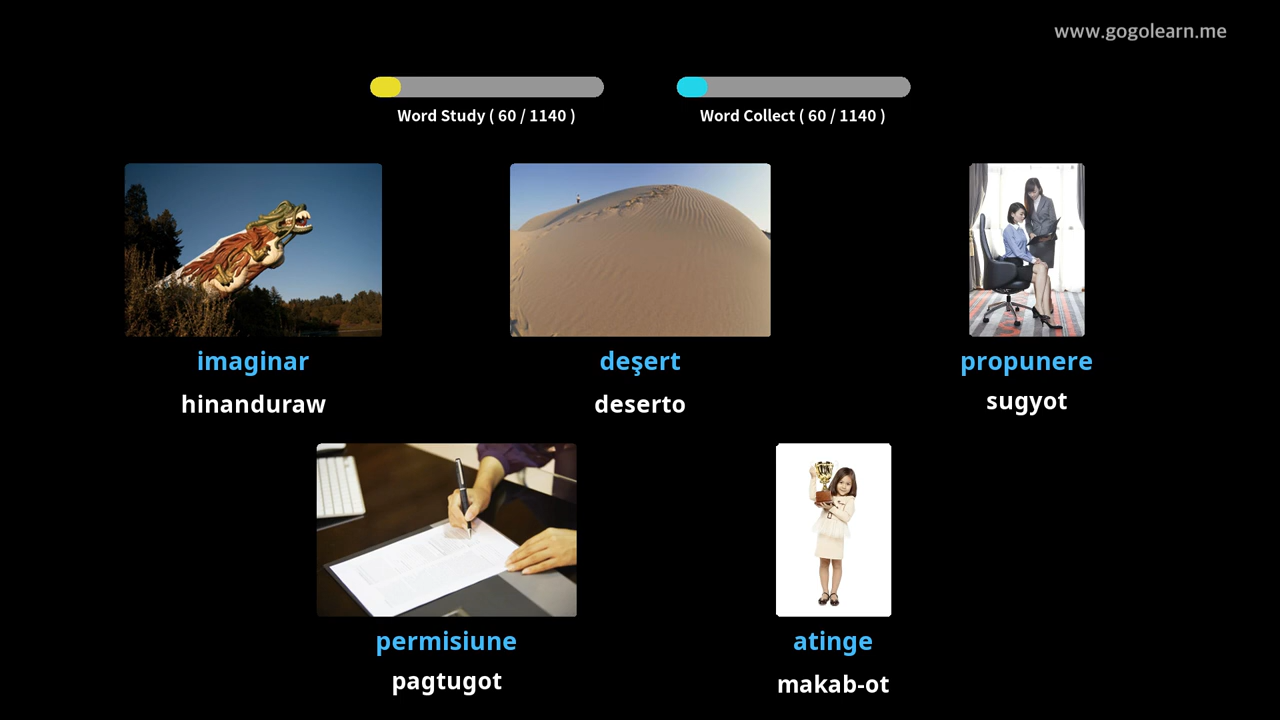 www.gogolearn.me
Word Study ( 60 / 1140 )
Word Collect ( 60 / 1140 )
imaginar
hinanduraw
deşert
deserto
propunere
sugyot
permisiune
pagtugot
atinge
makab-ot